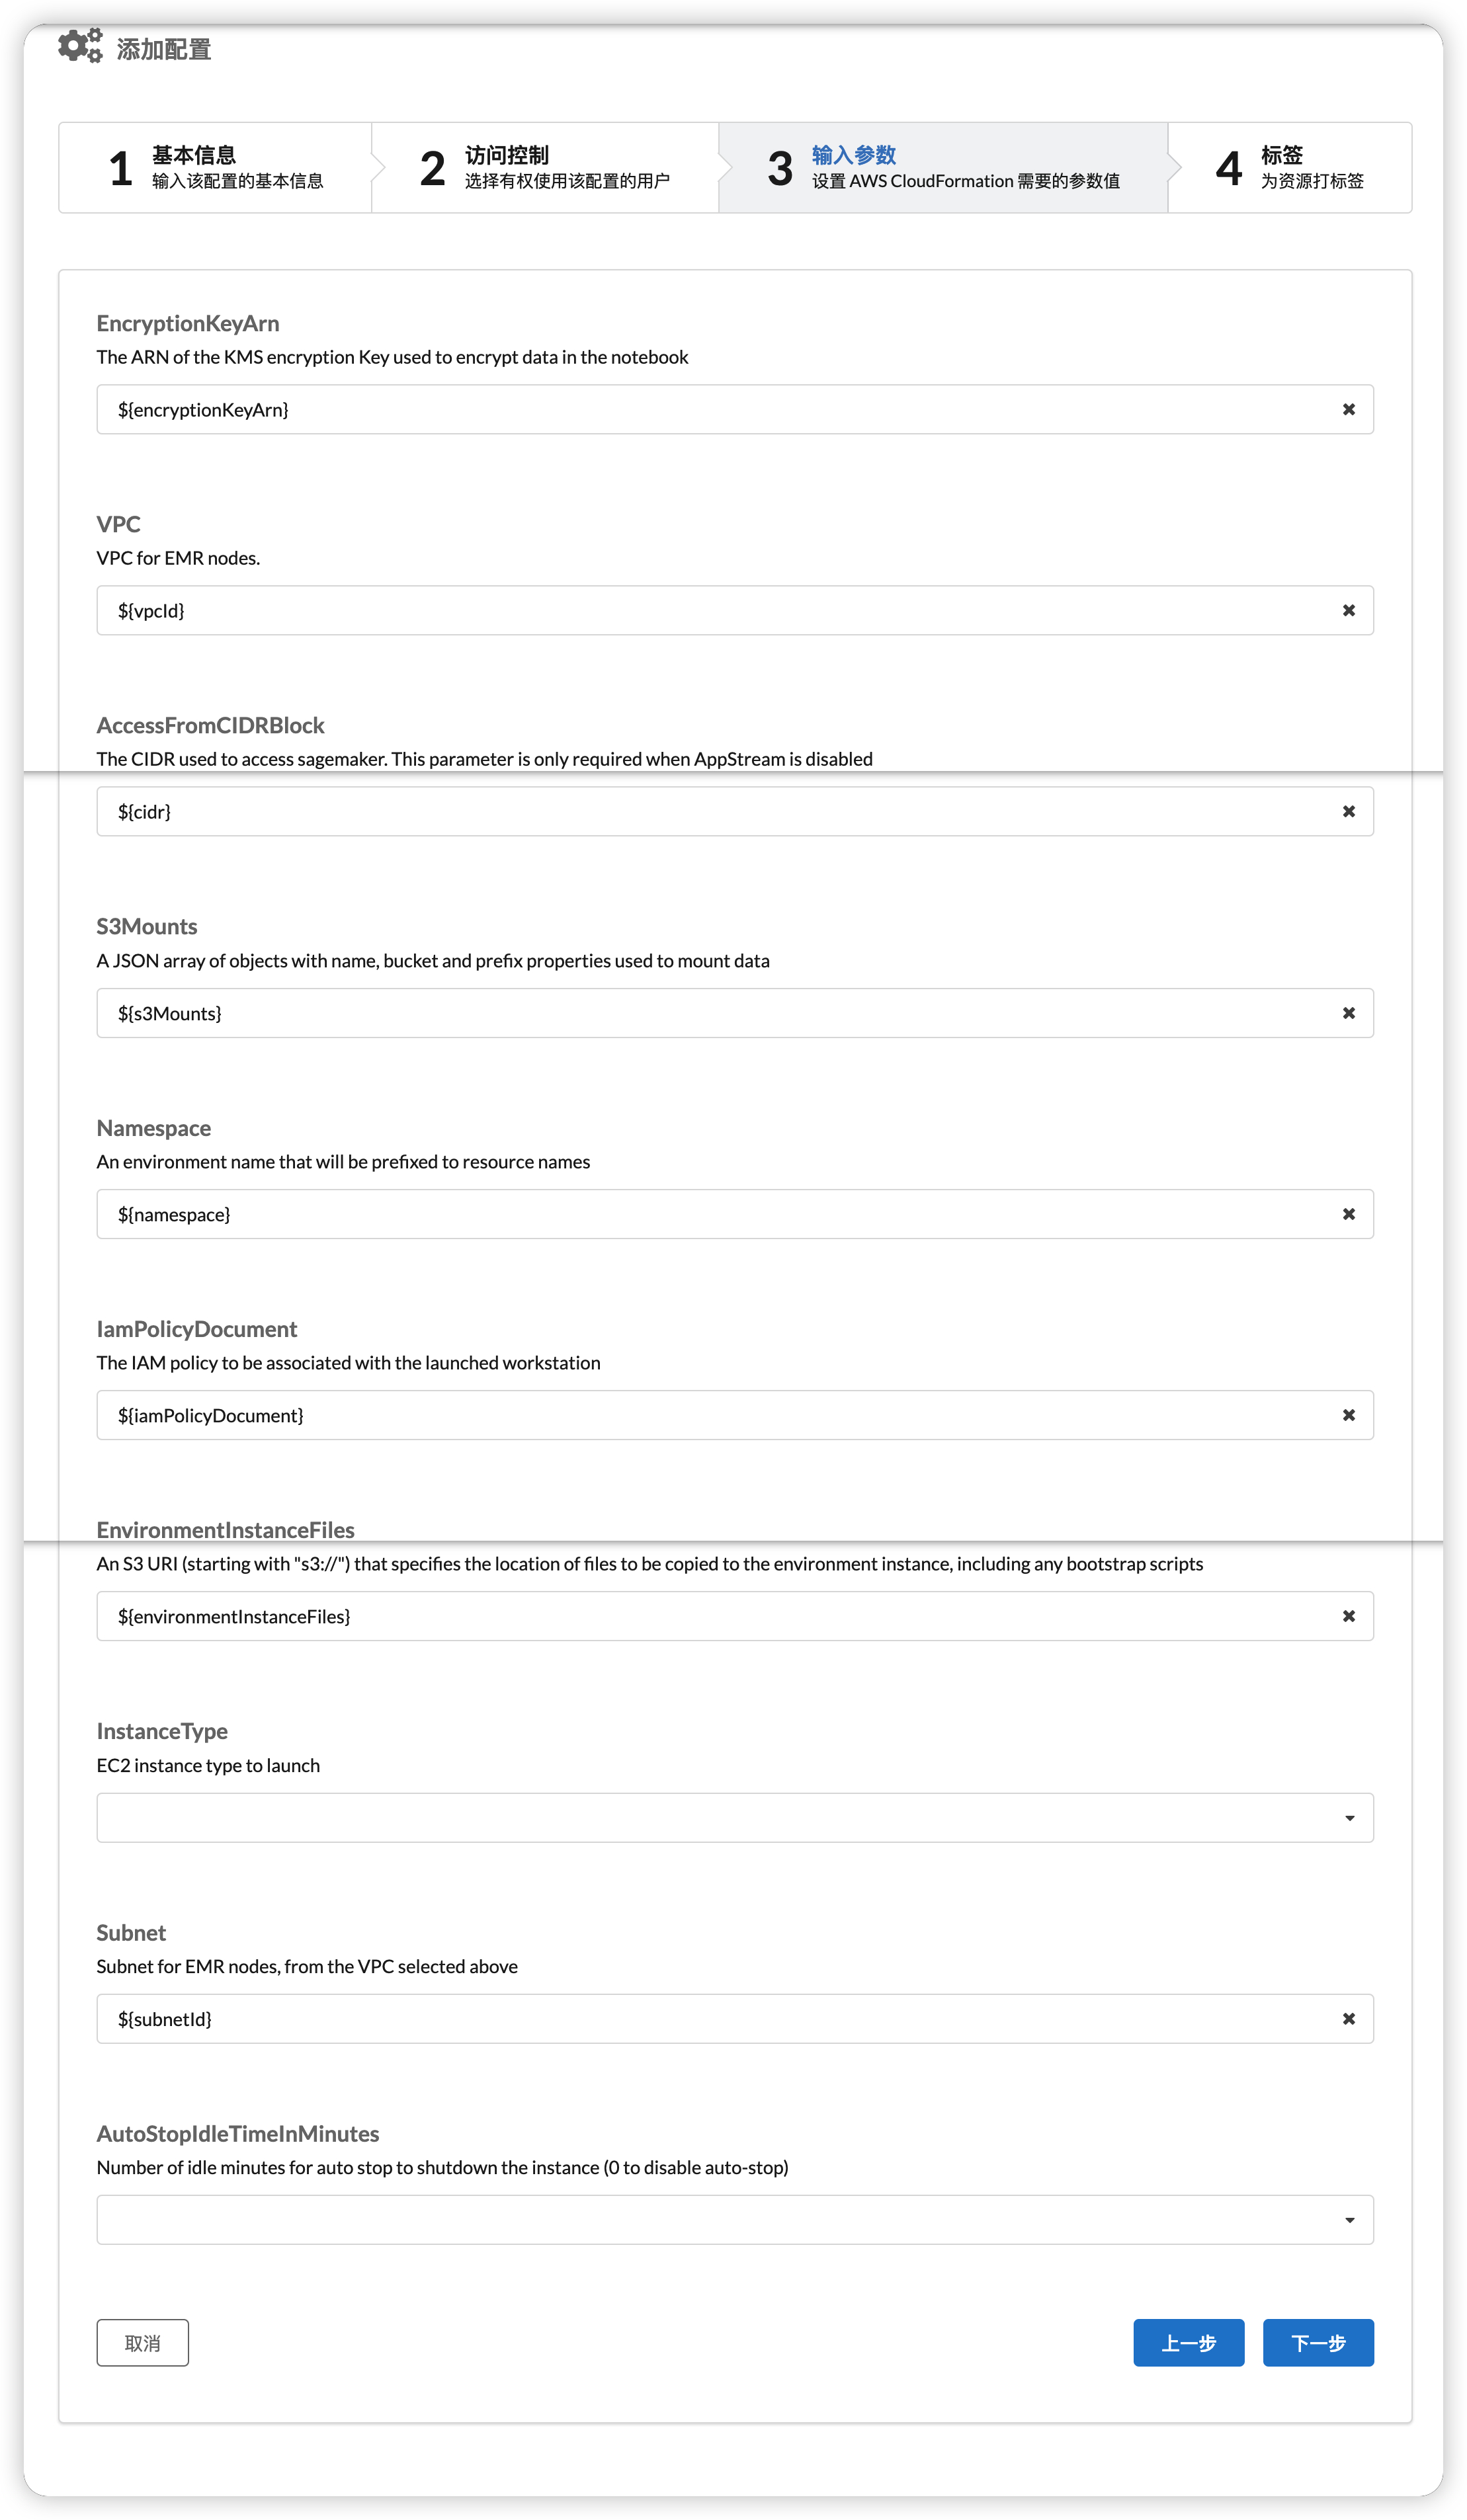 添加配置
1
基本信息
输入该配置的基本信息
2
访问控制
选择有权使用该配置的用户
3
输入参数
设置 AWS CloudFormation 需要的参数值
4
标签
为资源打标签
EncryptionKeyArn
The ARN of the KMS encryption Key used to encrypt data in the notebook
${encryptionKeyArn}
VPC
VPC for EMR nodes.
${vpcId}
AccessFromCIDRBlock
The CIDR used to access sagemaker. This parameter is only required when AppStream is disabled
${cidr}
S3Mounts
A JSON array of objects with name, bucket and prefix properties used to mount data
${s3Mounts}
Namespace
An environment name that will be prefixed to resource names
${namespace}
IamPolicyDocument
The IAM policy to be associated with the launched workstation
${iamPolicyDocument}
EnvironmentInstanceFiles
An S3 URI (starting with "s3://") that specifies the location of files to be copied to the environment instance, including any bootstrap scripts
${environmentInstanceFiles}
InstanceType
EC2 instance type to launch
Subnet
Subnet for EMR nodes, from the VPC selected above
${subnetId}
AutoStopIdleTimeInMinutes
Number of idle minutes for auto stop to shutdown the instance (0 to disable auto-stop)
取消
上一步
下一步